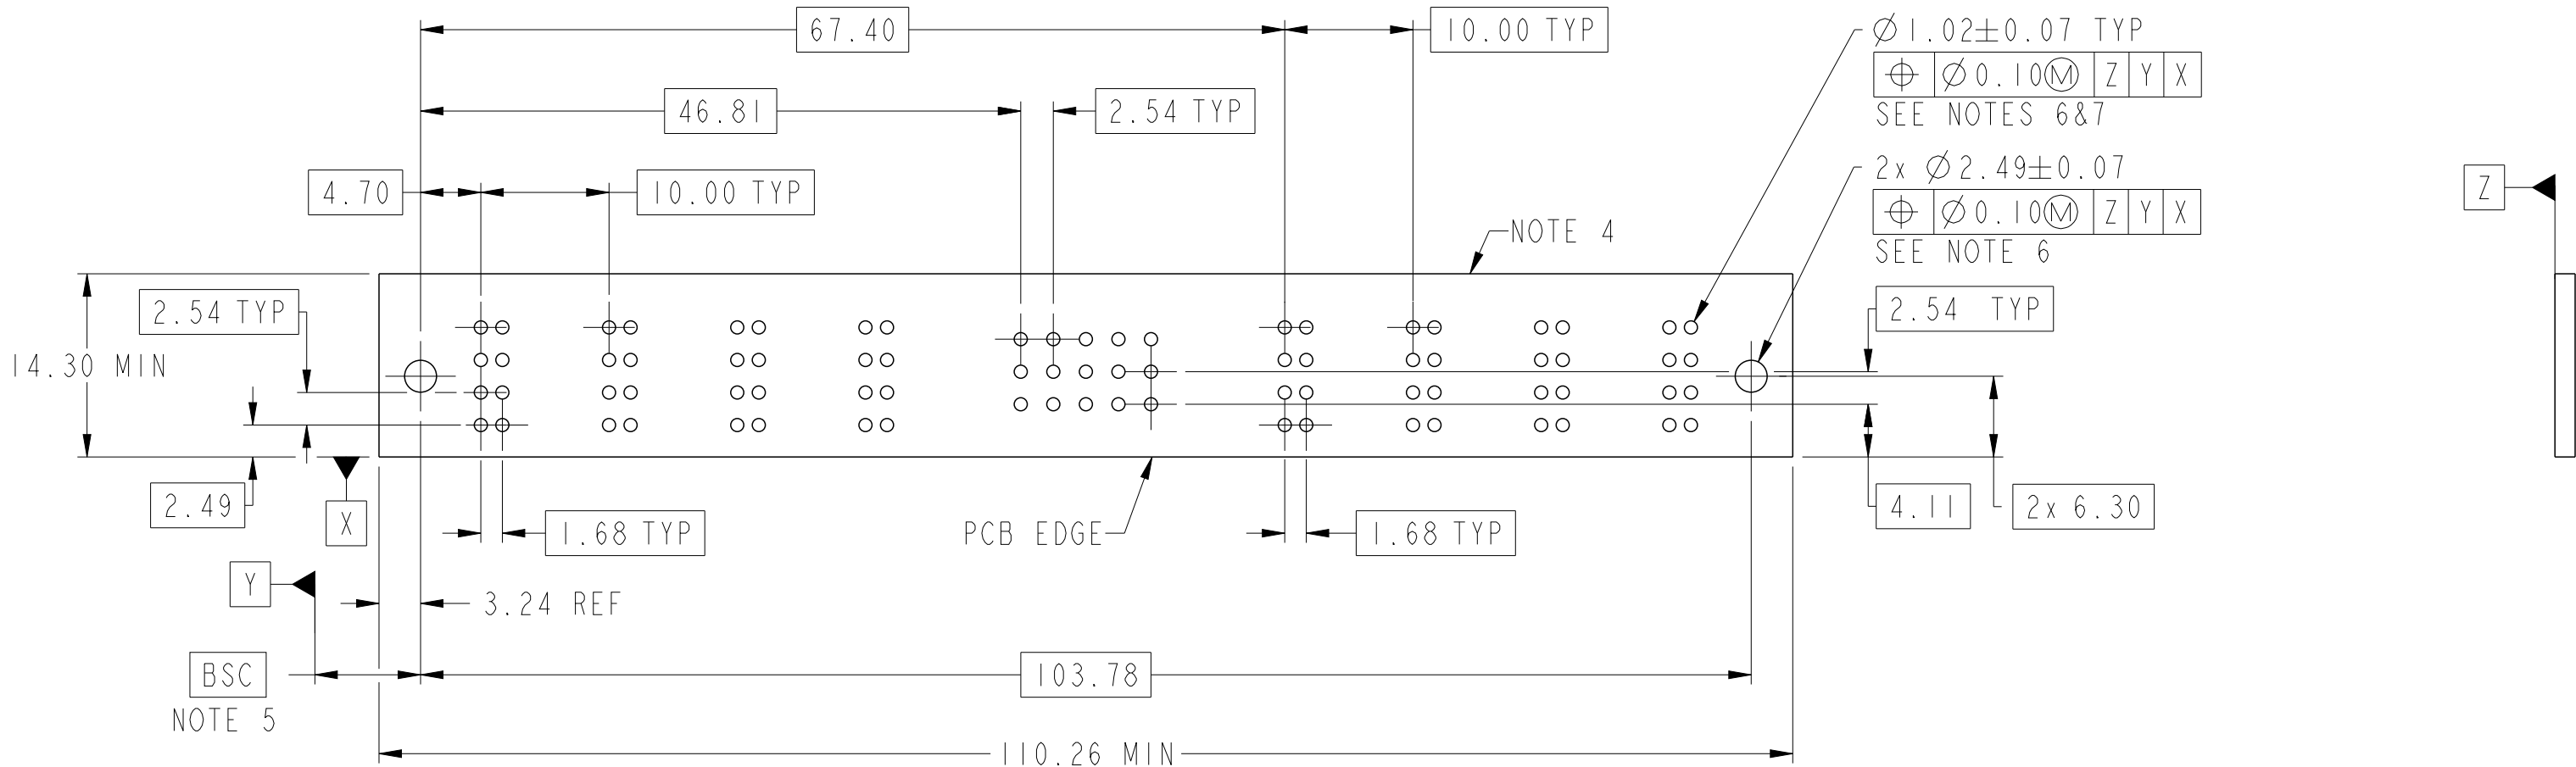 67.40
10.00 TYP
Ø1.02±0.07 TYP
⌖ Ø0.10Ⓜ Z Y X
SEE NOTES 6&7
46.81
2.54 TYP
2x Ø2.49±0.07
⌖ Ø0.10Ⓜ Z Y X
SEE NOTE 6
4.70
10.00 TYP
Z
NOTE 4
2.54 TYP
2.54 TYP
14.30 MIN
2.49
X
1.68 TYP
PCB EDGE
1.68 TYP
4.11
2x 6.30
Y
3.24 REF
BSC
NOTE 5
103.78
110.26 MIN